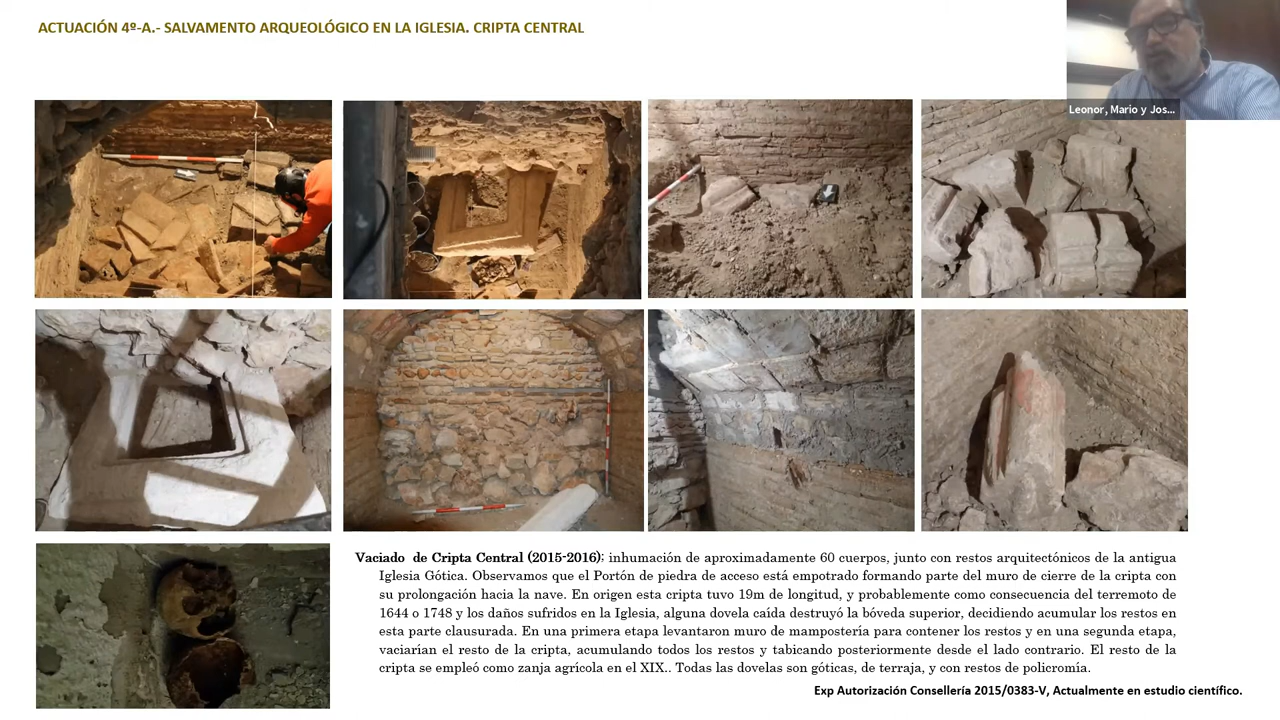 ACTUACIÓN 4º-A.- SALVAMENTO ARQUEOLÓGICO EN LA IGLESIA. CRIPTA CENTRAL
Leonor, Mario y Jos...
Vaciado de Cripta Central (2015-2016); inhumación de aproximadamente 60 cuerpos, junto con restos arquitectónicos de la antigua
Iglesia Gótica. Observamos que el Portón de piedra de acceso está empotrado formando parte del muro de cierre de la cripta con
su prolongación hacia la nave. En origen esta cripta tuvo 19m de longitud, y probablemente como consecuencia del terremoto de
1644 o 1748 y los daños sufridos en la Iglesia, alguna dovela caída destruyó la bóveda superior, decidiendo acumular los restos en
esta parte clausurada. En una primera etapa levantaron muro de mampostería para contener los restos y en una segunda etapa,
vaciarían el resto de la cripta, acumulando todos los restos y tabicando posteriormente desde el lado contrario. El resto de la
cripta se empleó como zanja agrícola en el XIX.. Todas las dovelas son góticas, de terraja, y con restos de policromía.
Exp Autorización Consellería 2015/0383-V, Actualmente en estudio científico.